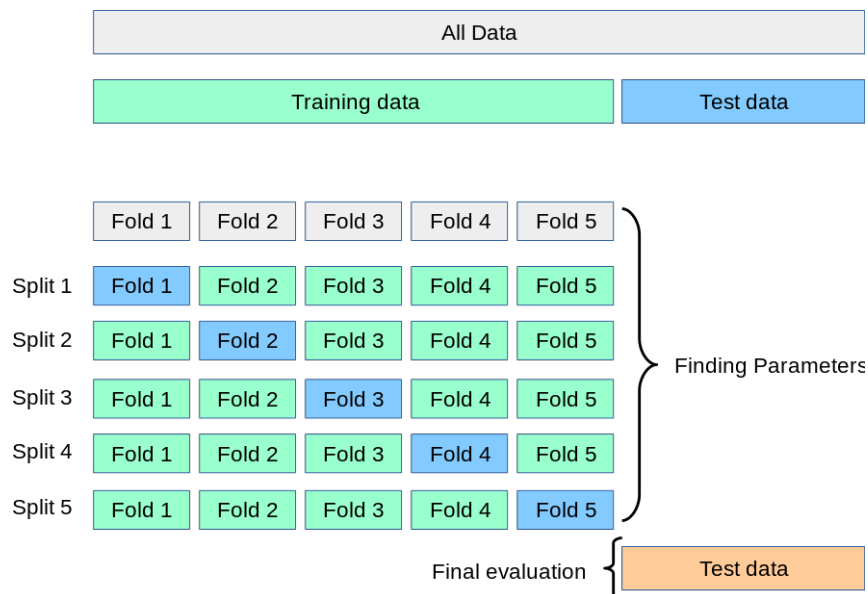 All Data
Training data Test data
Fold 1 Fold 2 Fold 3 Fold 4 Fold 5
Split 1 Fold 1 Fold 2 Fold 3 Fold 4 Fold 5
Split 2 Fold 1 Fold 2 Fold 3 Fold 4 Fold 5
Finding Parameters
Split 3 Fold 1 Fold 2 Fold 3 Fold 4 Fold 5
Split 4 Fold 1 Fold 2 Fold 3 Fold 4 Fold 5
Split 5 Fold 1 Fold 2 Fold 3 Fold 4 Fold 5
Final evaluation Test data